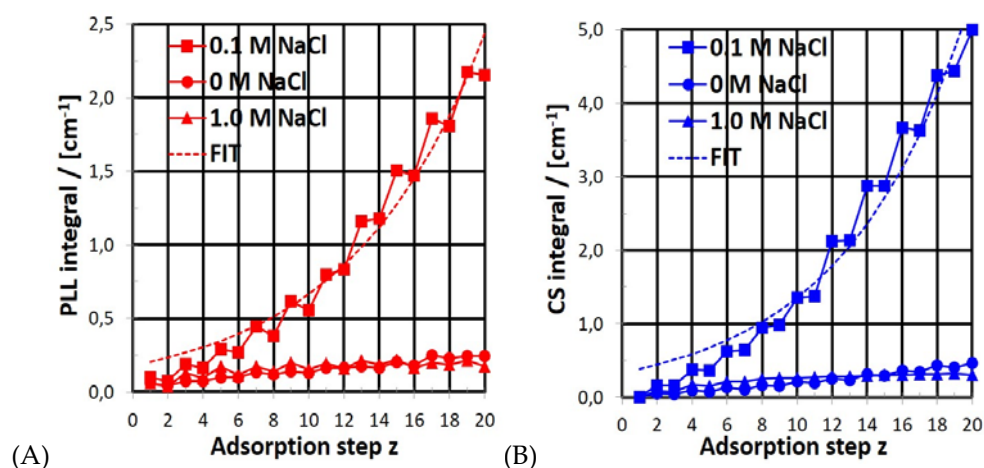 2,5
2,0
1,5
1,0
0,5
0,0
PLL integral / [cm-1]
0.1 M NaCl
0 M NaCl
1.0 M NaCl
FIT
0 2 4 6 8 10 12 14 16 18 20
Adsorption step z
(A)
5,0
4,0
3,0
2,0
1,0
0,0
CS integral / [cm-1]
0.1 M NaCl
0 M NaCl
1.0 M NaCl
FIT
0 2 4 6 8 10 12 14 16 18 20
Adsorption step z
(B)